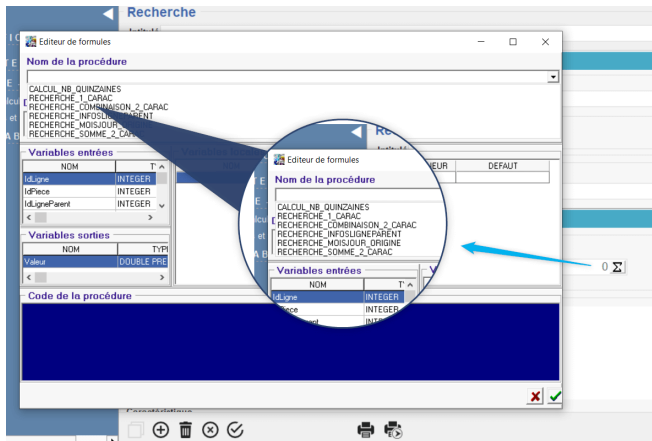 Recherche
Editeur de formules
Nom de la procédure
CALCUL_NB_QUINZAINES
RECHERCHE_1_CARAC
RECHERCHE_COMBINAISON_2_CARAC
RECHERCHE_INFOSLIGNEPARENT
RECHERCHE_MOISJOUR
RECHERCHE_SOMME_2_CARAC
Variables entrées
NOM
IdLigne INTEGER
IdPiece INTEGER
IdLigneParent INTEGER
DEFAUT
Variables sorties
NOM TYPE
Valeur DOUBLE PRE
Code de la procédure
Editeur de formules
Nom de la procédure
CALCUL_NB_QUINZAINES
RECHERCHE_1_CARAC
RECHERCHE_COMBINAISON_2_CARAC
RECHERCHE_INFOSLIGNEPARENT
RECHERCHE_MOISJOUR_ORIGINE
RECHERCHE_SOMME_2_CARAC
Variables entrées
NOM
IdLigne INTEGER
INTEGER
0 Σ
Caractéristique